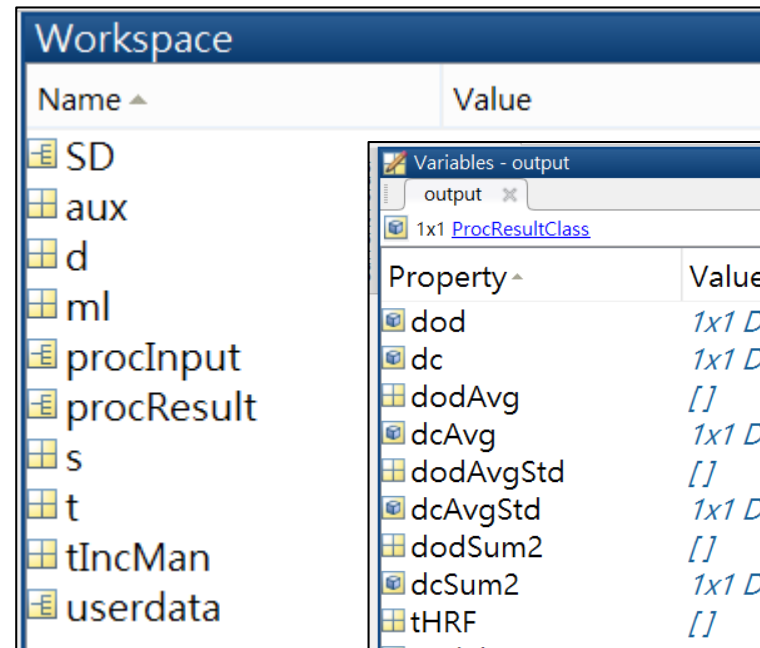 Workspace
Name Value
SD
aux
d
ml
procInput
procResult
s
t
tIncMan
userdata
Variables - output
output
1x1 ProcResultClass
Property Value
dod 1x1 D
dc 1x1 D
dodAvg []
dcAvg 1x1 D
dodAvgStd []
dcAvgStd 1x1 D
dodSum2 []
dcSum2 1x1 D
tHRF []